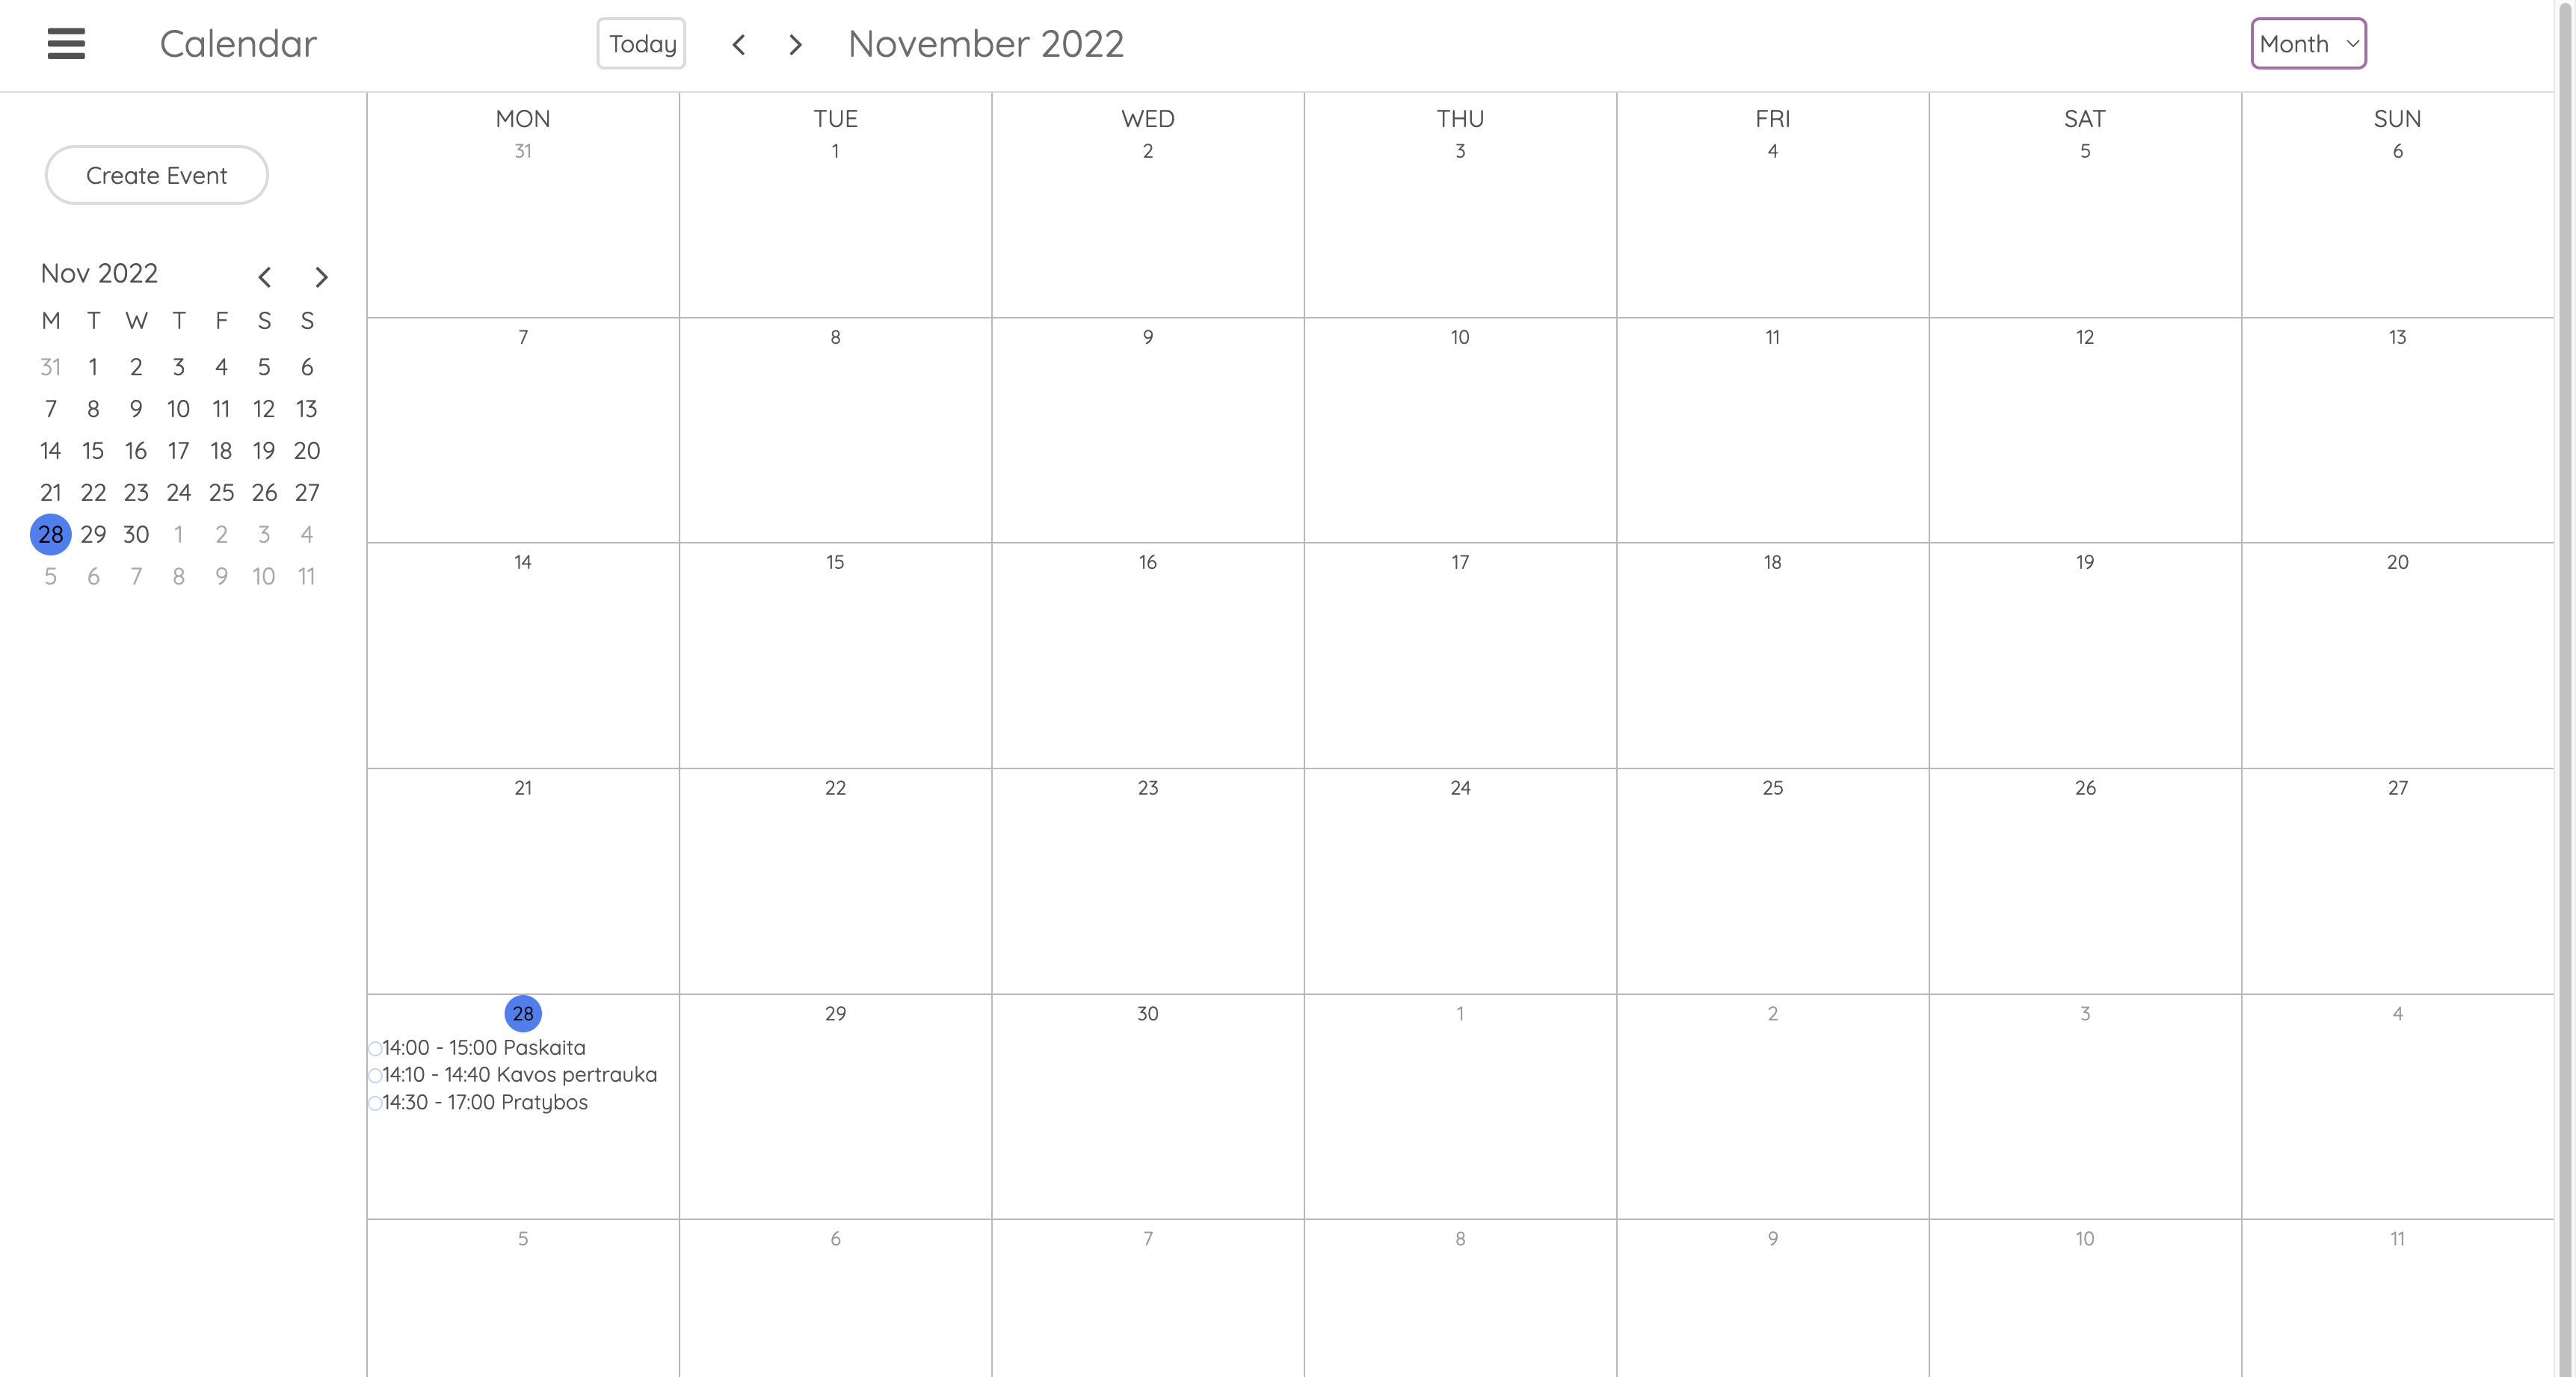 Calendar Today November 2022 Month
Create Event
Nov 2022
M T W T F S S
31 1 2 3 4 5 6
7 8 9 10 11 12 13
14 15 16 17 18 19 20
21 22 23 24 25 26 27
28 29 30 1 2 3 4
5 6 7 8 9 10 11
MON TUE WED THU FRI SAT SUN
31 1 2 3 4 5 6
7 8 9 10 11 12 13
14 15 16 17 18 19 20
21 22 23 24 25 26 27
28 29 30 1 2 3 4
14:00 - 15:00 Paskaita
14:10 - 14:40 Kavos pertrauka
14:30 - 17:00 Pratybos
5 6 7 8 9 10 11